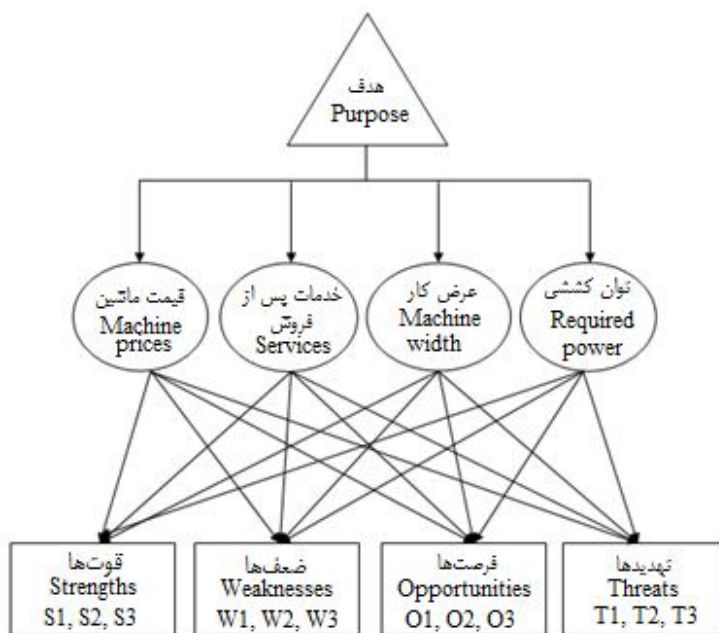 هدف
Purpose
قیمت ماشین
Machine
prices
خدمات پس از
فروش
Services
عرض کار
Machine
width
توان کششی
Required
power
قوت‌ها
Strengths
S1, S2, S3
ضعف‌ها
Weaknesses
W1, W2, W3
فرصت‌ها
Opportunities
O1, O2, O3
تهدیدها
Threats
T1, T2, T3